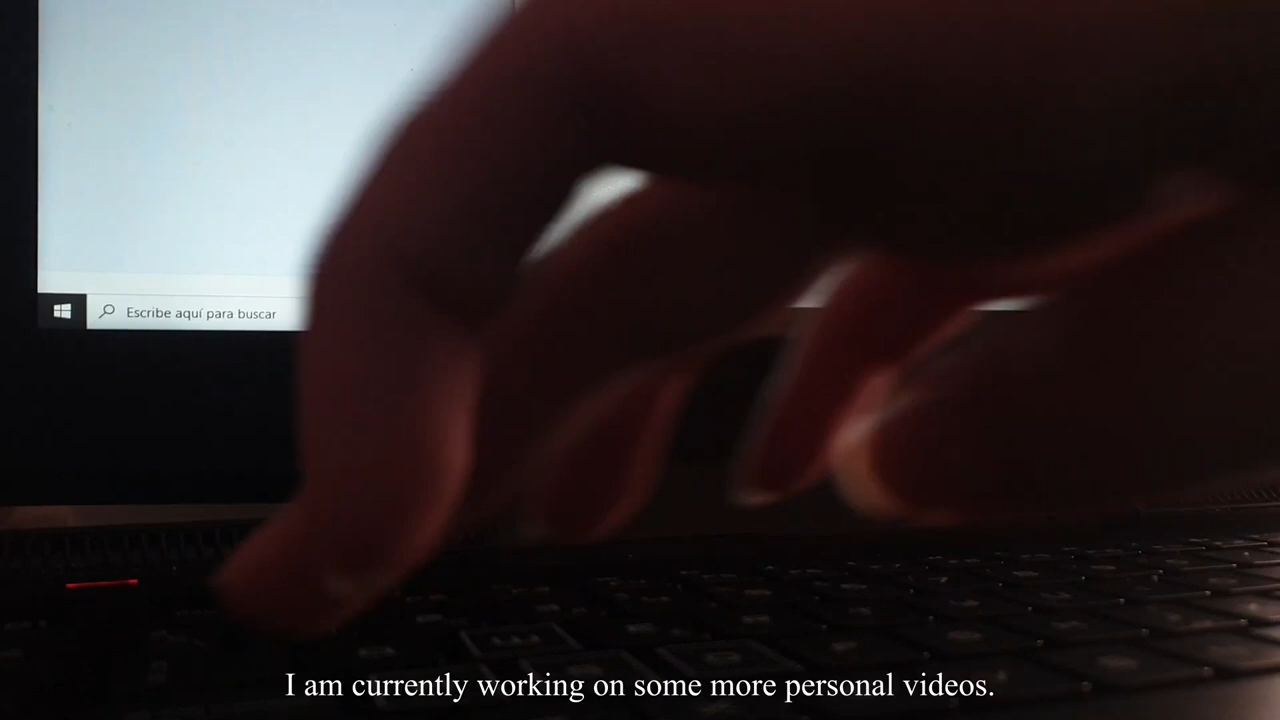 Escribe aquí para buscar
I am currently working on some more personal videos.